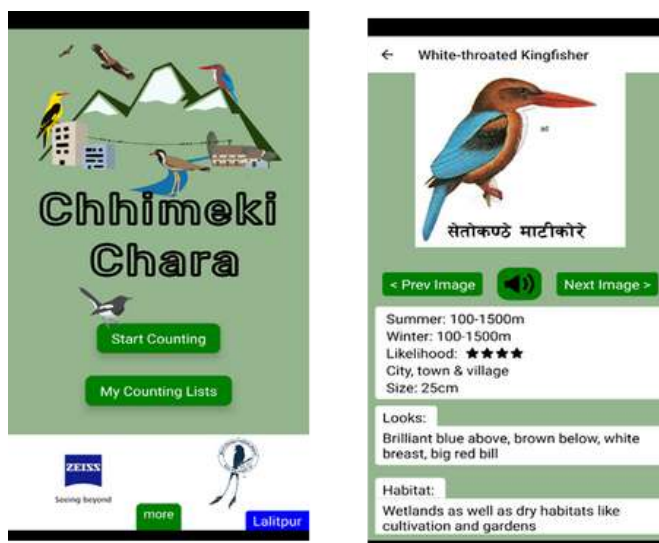 Chhimeki
Chara
Start Counting
My Counting Lists
ZEISS
Seeing beyond
more
Lalitpur
← White-throated Kingfisher
ad
सेतोकण्ठे माटीकोरे
< Prev Image
Next Image >
Summer: 100-1500m
Winter: 100-1500m
Likelihood: ★★★★
City, town & village
Size: 25cm
Looks:
Brilliant blue above, brown below, white
breast, big red bill
Habitat:
Wetlands as well as dry habitats like
cultivation and gardens